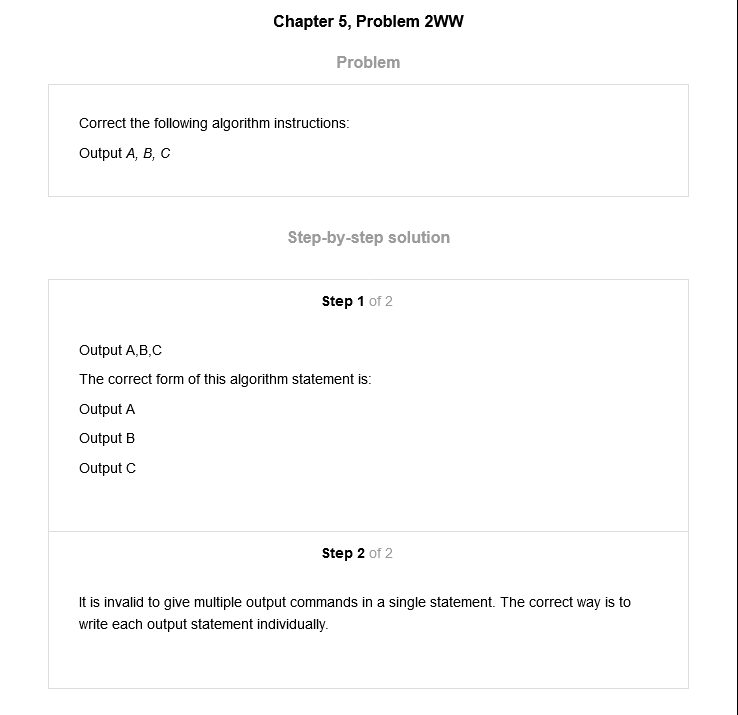 Chapter 5, Problem 2WW
Problem
Correct the following algorithm instructions:
Output A, B, C
Step-by-step solution
Step 1 of 2
Output A,B,C
The correct form of this algorithm statement is:
Output A
Output B
Output C
Step 2 of 2
It is invalid to give multiple output commands in a single statement. The correct way is to
write each output statement individually.